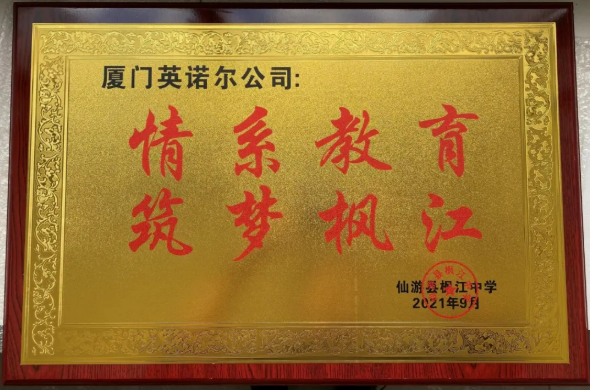 厦门英诺尔公司:
情系教育
筑梦枫江
仙游县枫江中学
2021年9月